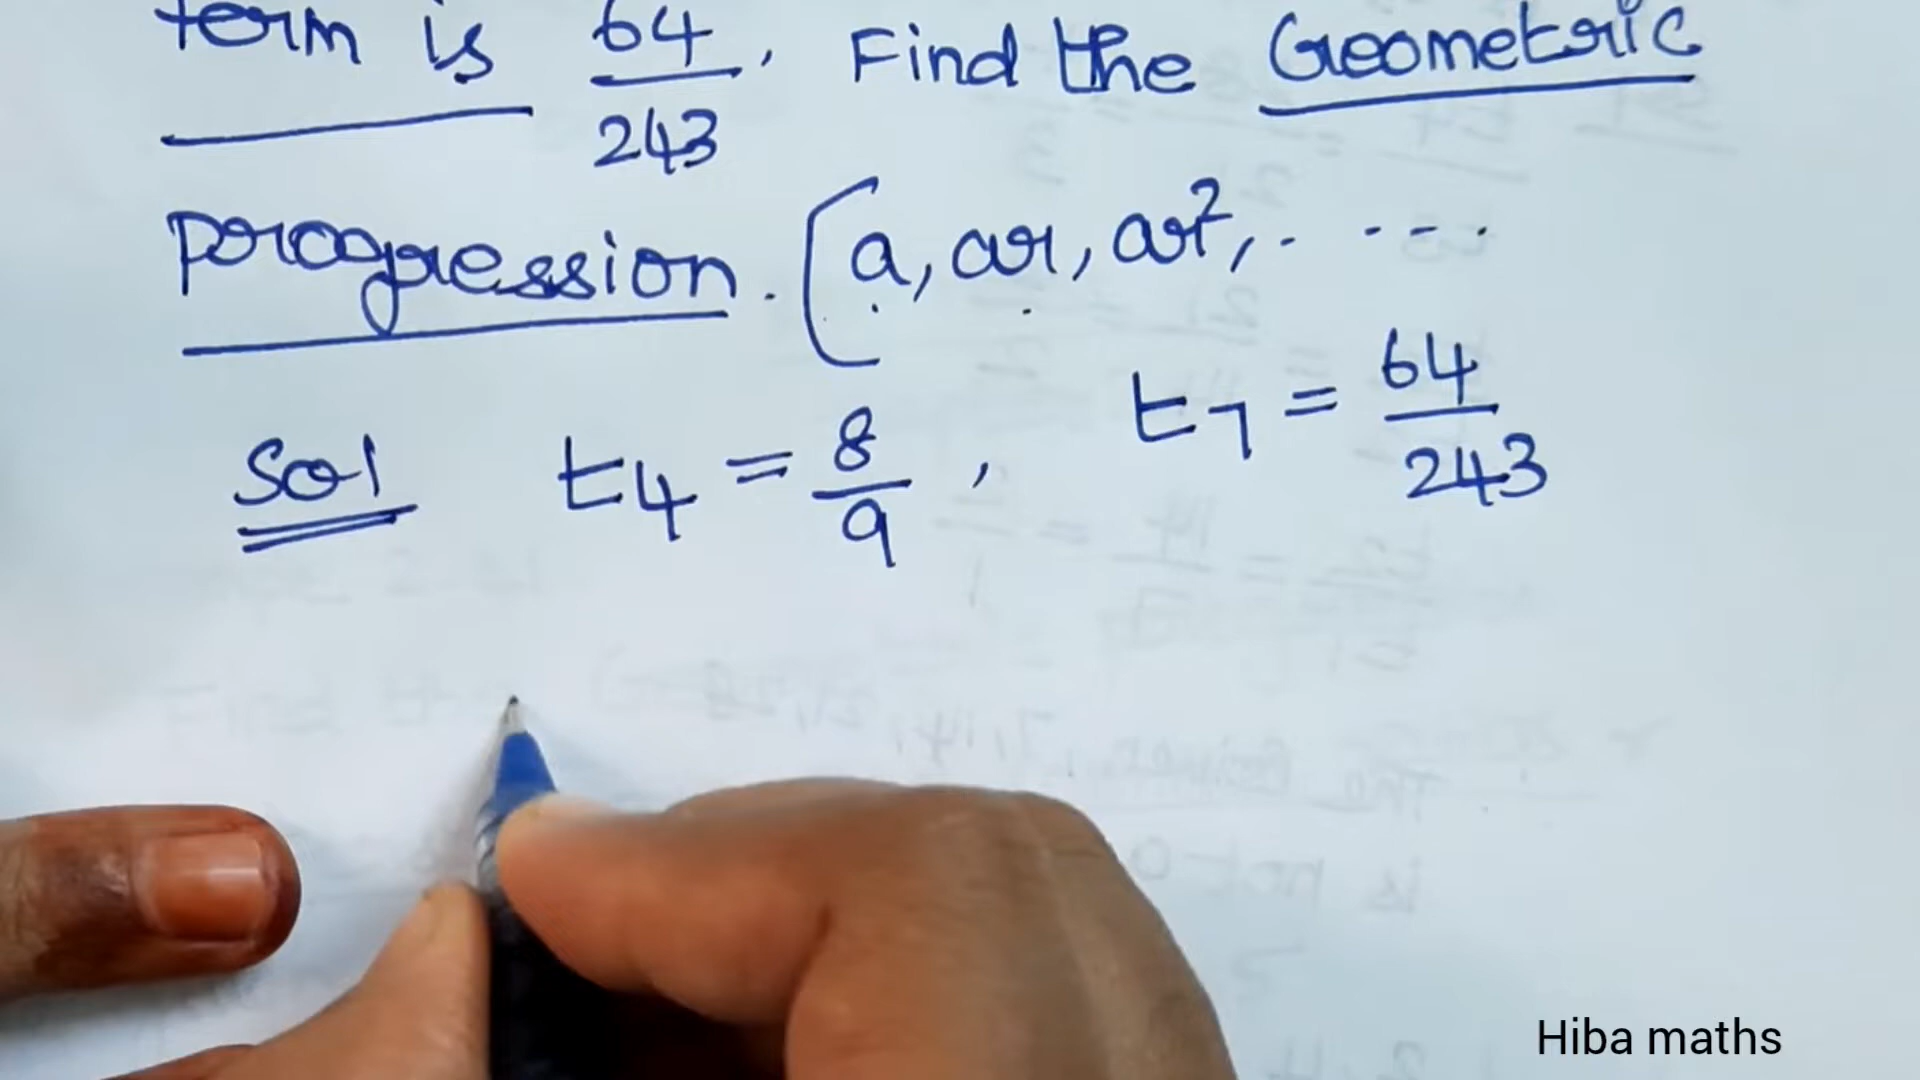 term is 64/243, Find the Geometric
progression. (a, ar, ar², . - - - .
Sol t₄ = 8/9, t₇ = 64/243
Hiba maths